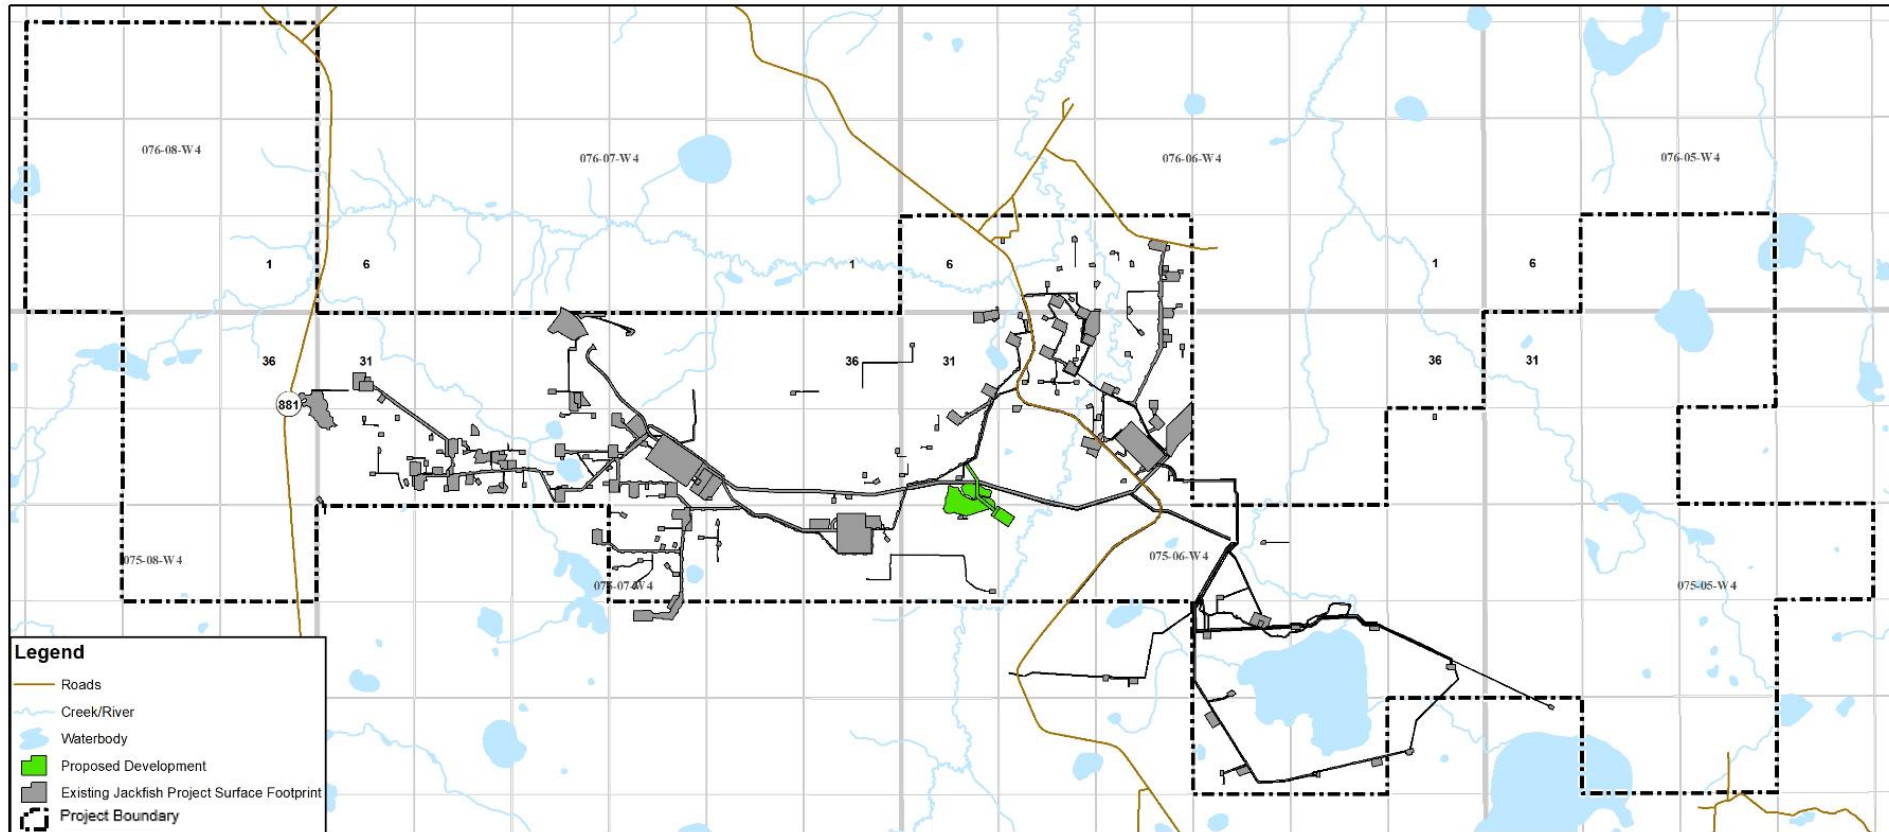 076-08-W4
076-07-W4
076-06-W4
076-05-W4
1
6
1
6
1
6
36
31
36
31
36
31
881
075-08-W4
075-07-W4
075-06-W4
075-05-W4
Legend
Roads
Creek/River
Waterbody
Proposed Development
Existing Jackfish Project Surface Footprint
Project Boundary